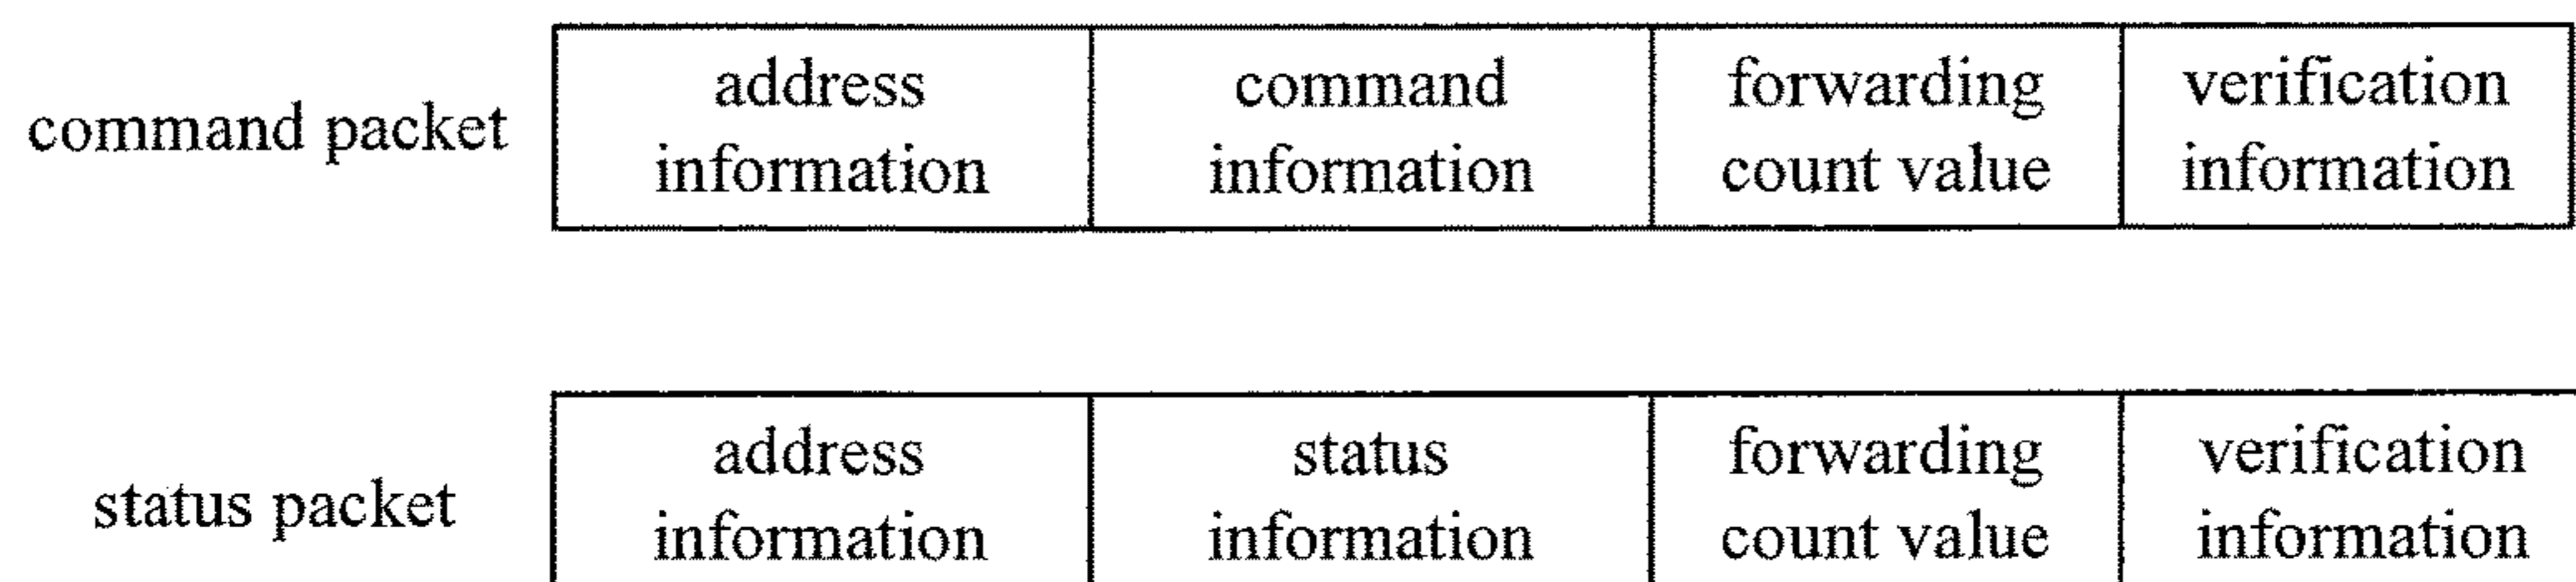 command packet
address
information
command
information
forwarding
count value
verification
information
status packet
address
information
status
information
forwarding
count value
verification
information